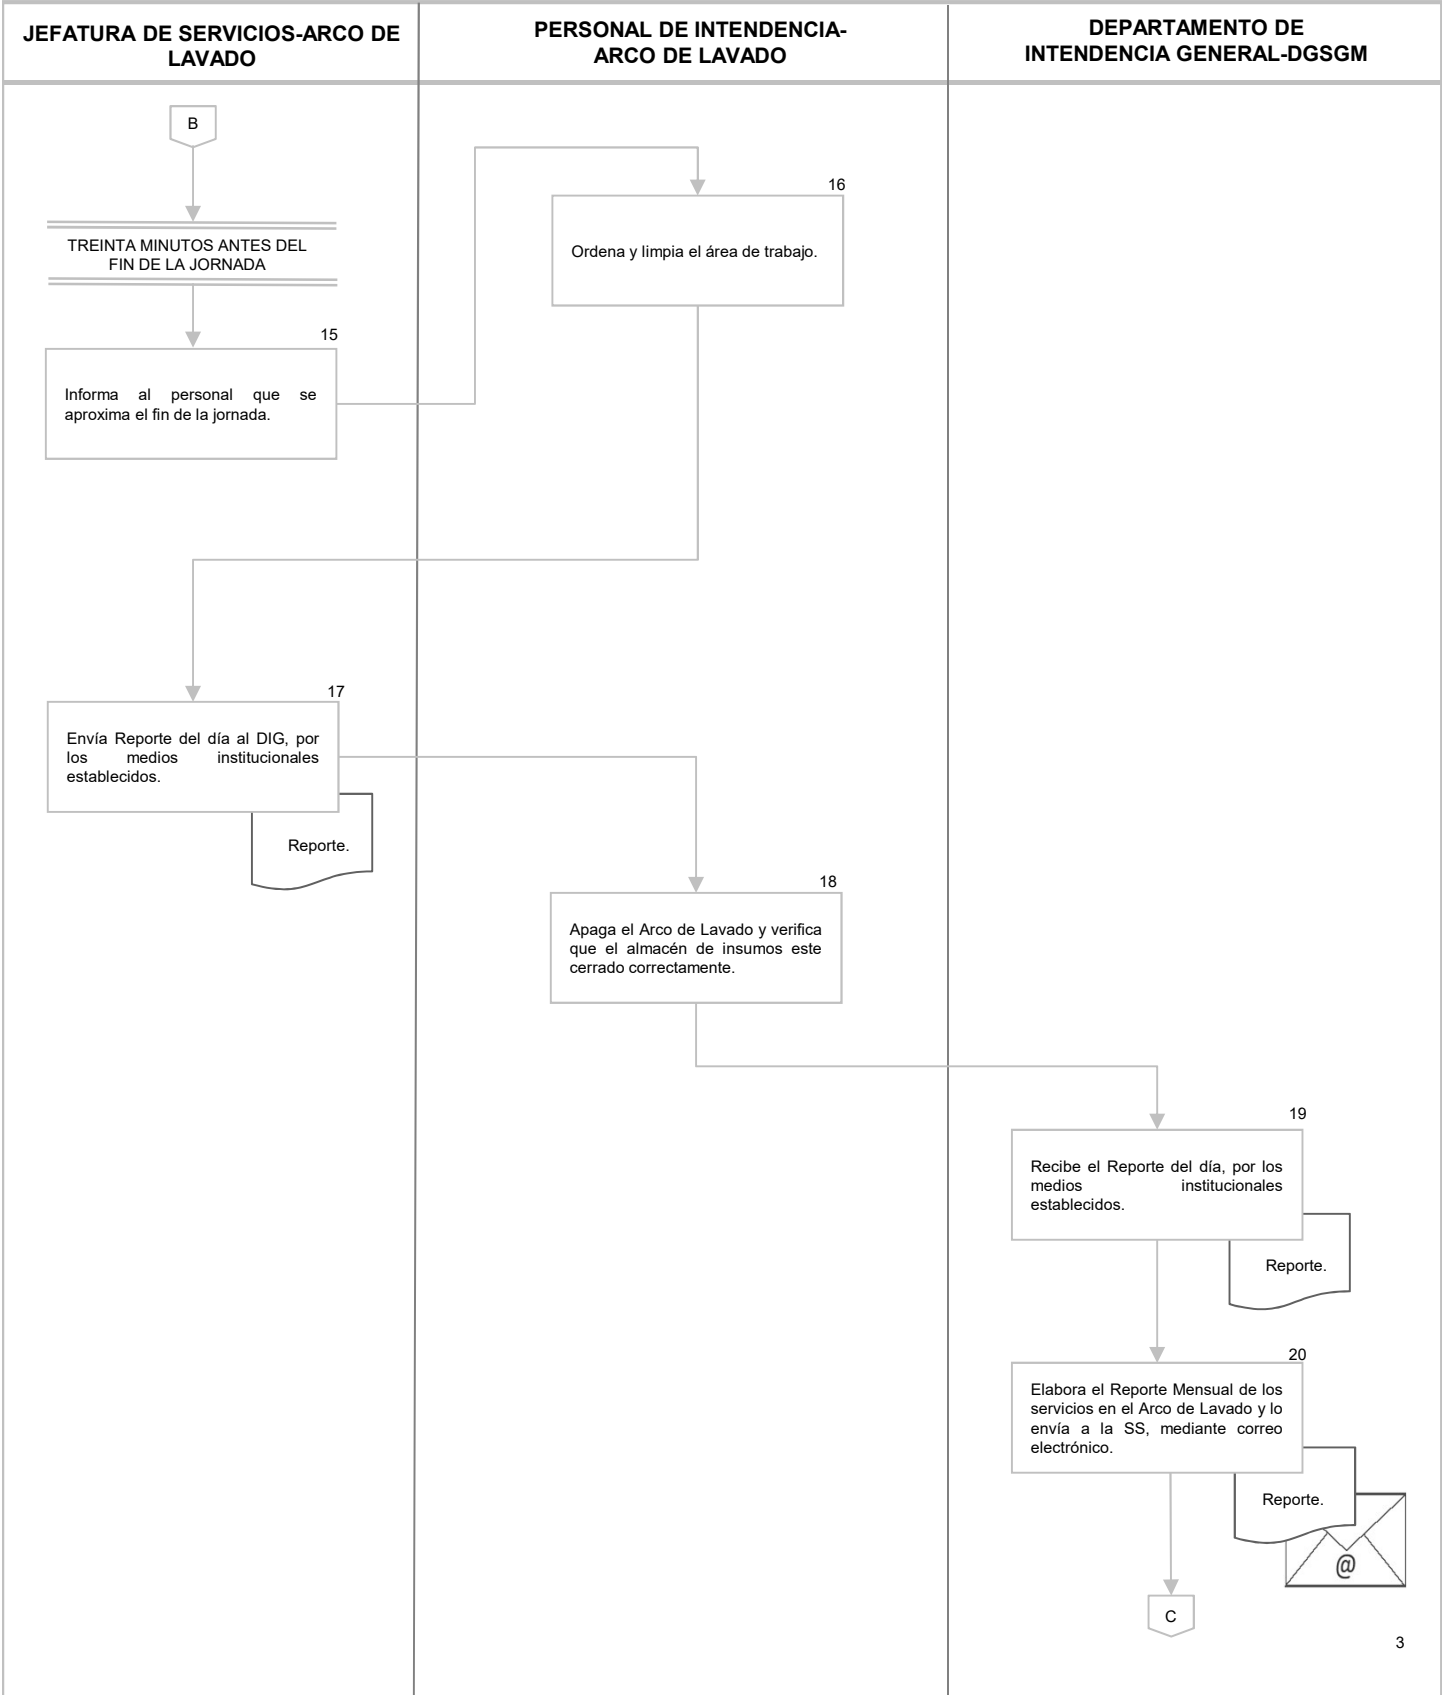 JEFATURA DE SERVICIOS-ARCO DE
LAVADO
PERSONAL DE INTENDENCIA-
ARCO DE LAVADO
DEPARTAMENTO DE
INTENDENCIA GENERAL-DGSGM
B
TREINTA MINUTOS ANTES DEL
FIN DE LA JORNADA
15
Informa al personal que se
aproxima el fin de la jornada.
16
Ordena y limpia el área de trabajo.
17
Envía Reporte del día al DIG, por
los medios institucionales
establecidos.
Reporte.
18
Apaga el Arco de Lavado y verifica
que el almacén de insumos este
cerrado correctamente.
19
Recibe el Reporte del día, por los
medios institucionales
establecidos.
Reporte.
20
Elabora el Reporte Mensual de los
servicios en el Arco de Lavado y lo
envía a la SS, mediante correo
electrónico.
Reporte.
@
C
3